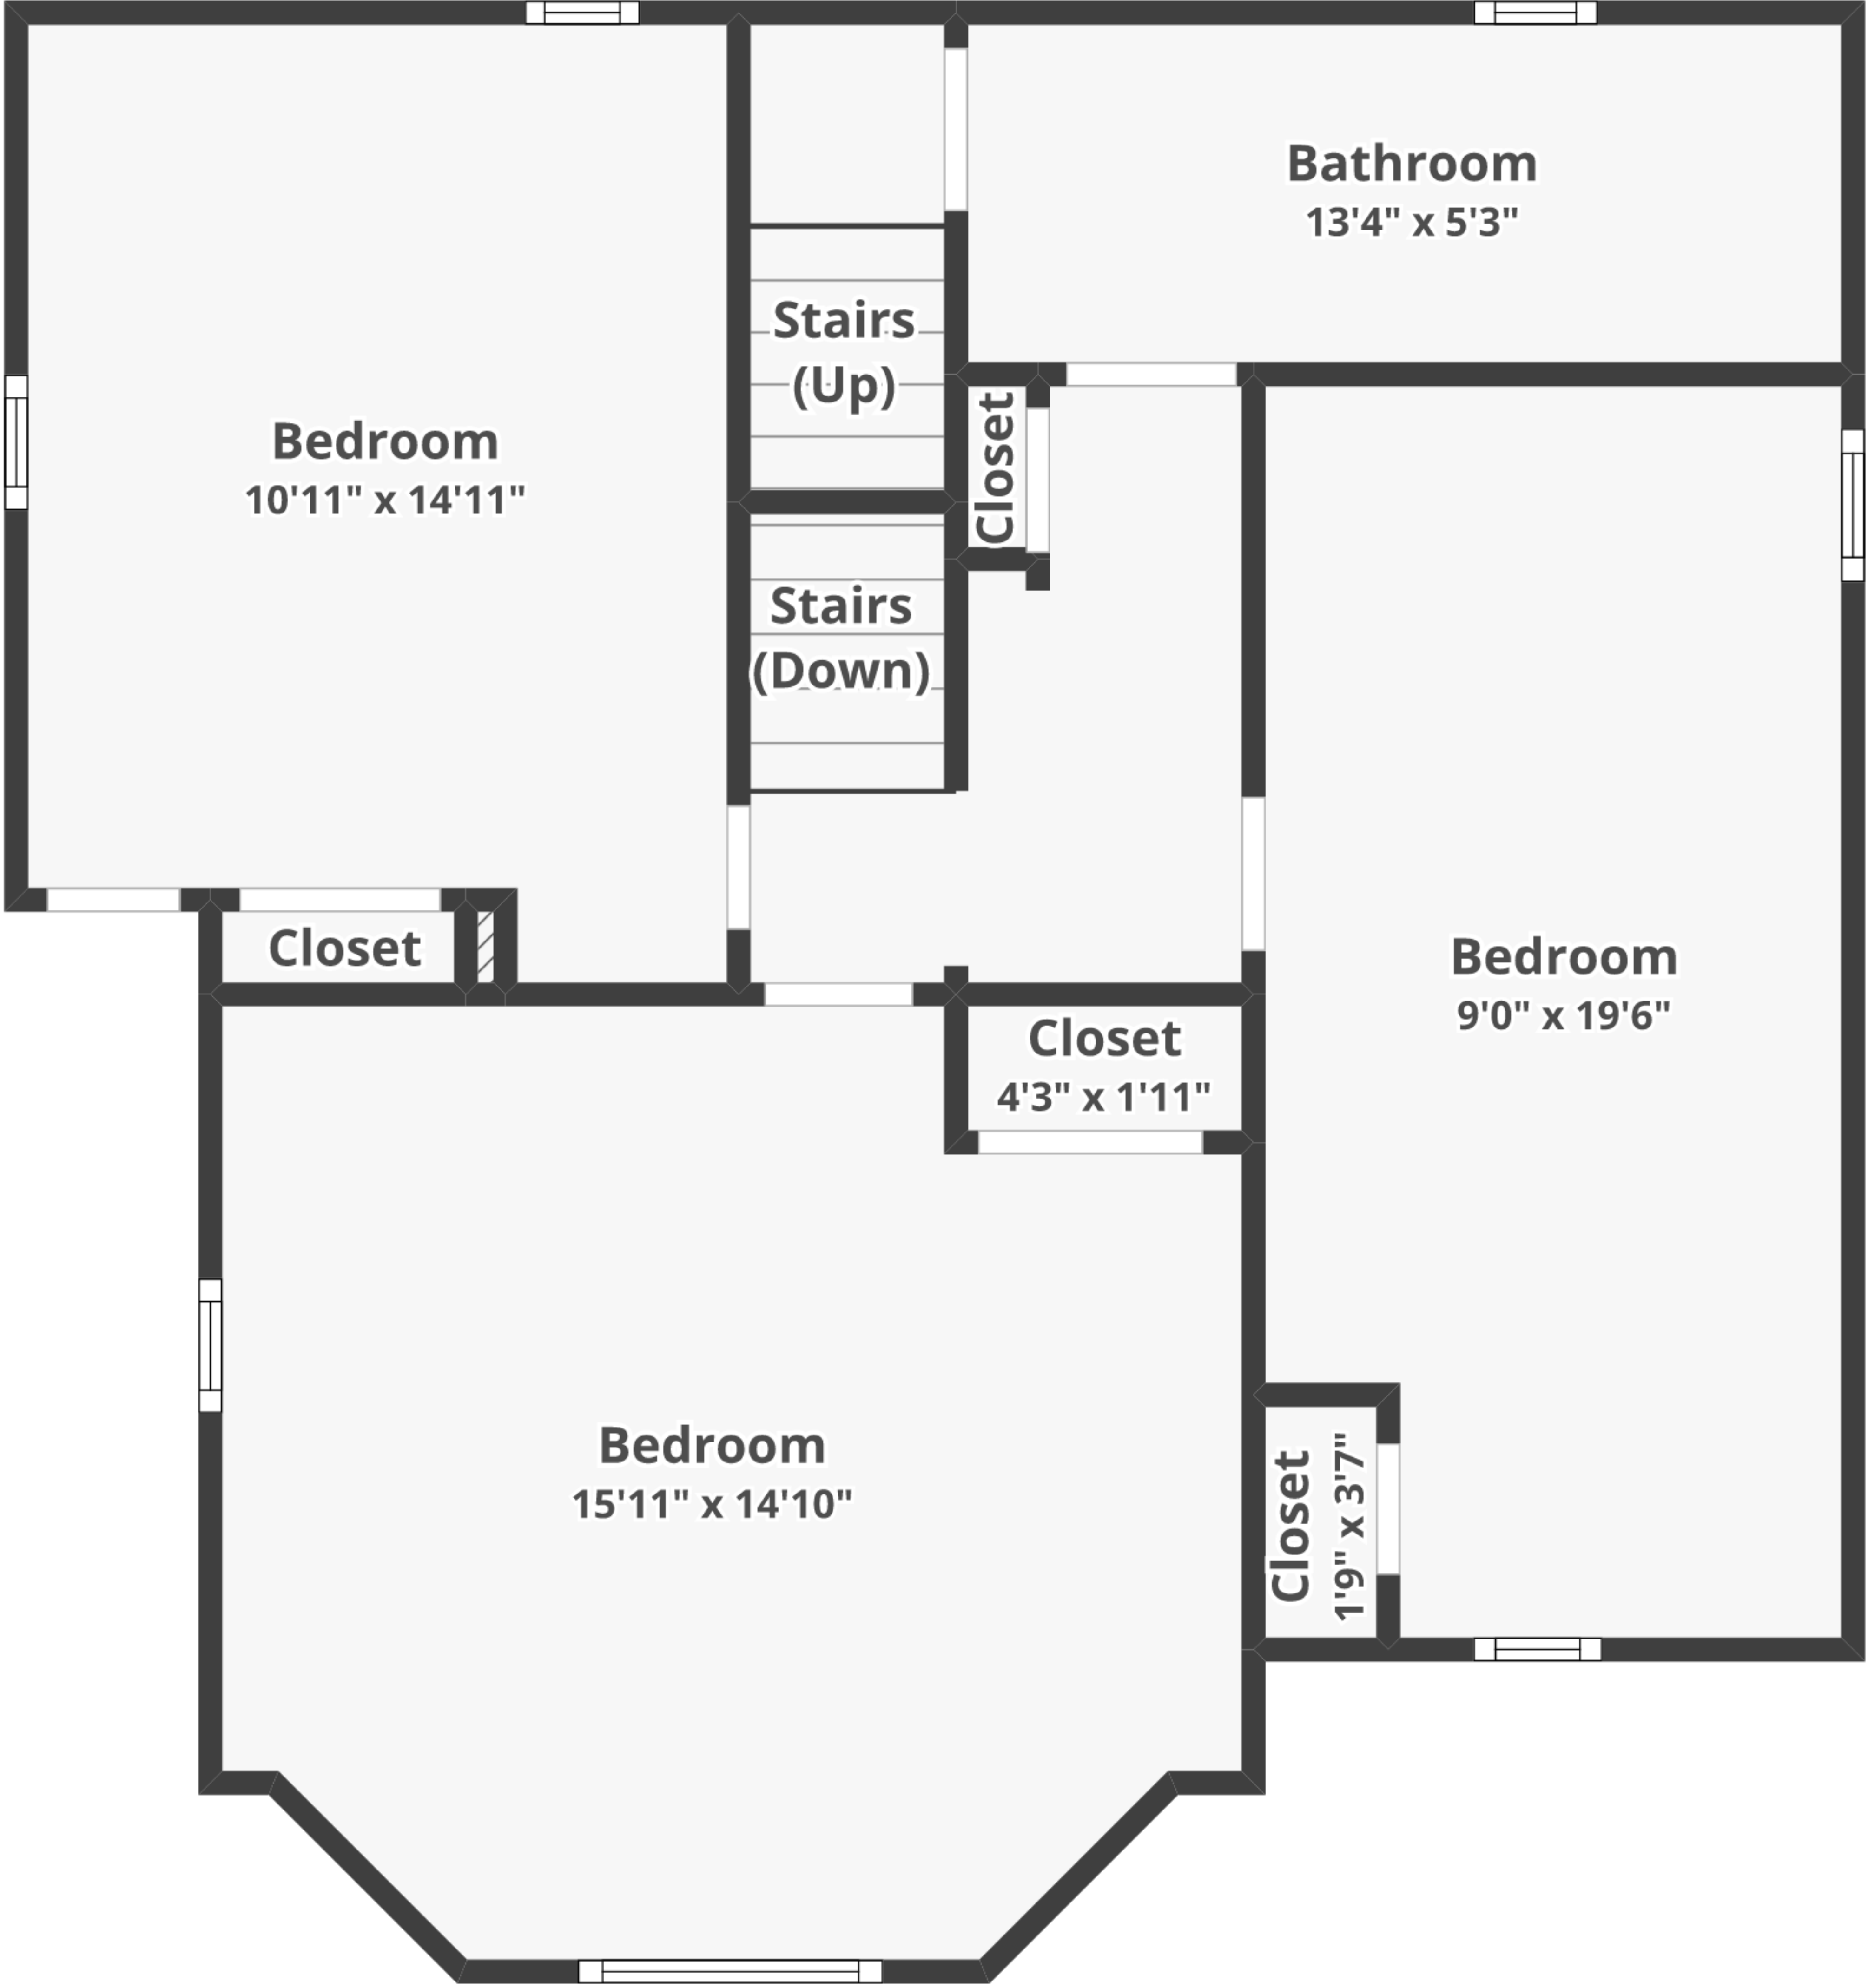 Bathroom
13'4" x 5'3"
Stairs
(Up)
Closet
Bedroom
10'11" x 14'11"
Stairs
(Down)
Closet
Bedroom
9'0" x 19'6"
Closet
4'3" x 1'11"
Bedroom
15'11" x 14'10"
Closet
1'9" x 3'7"